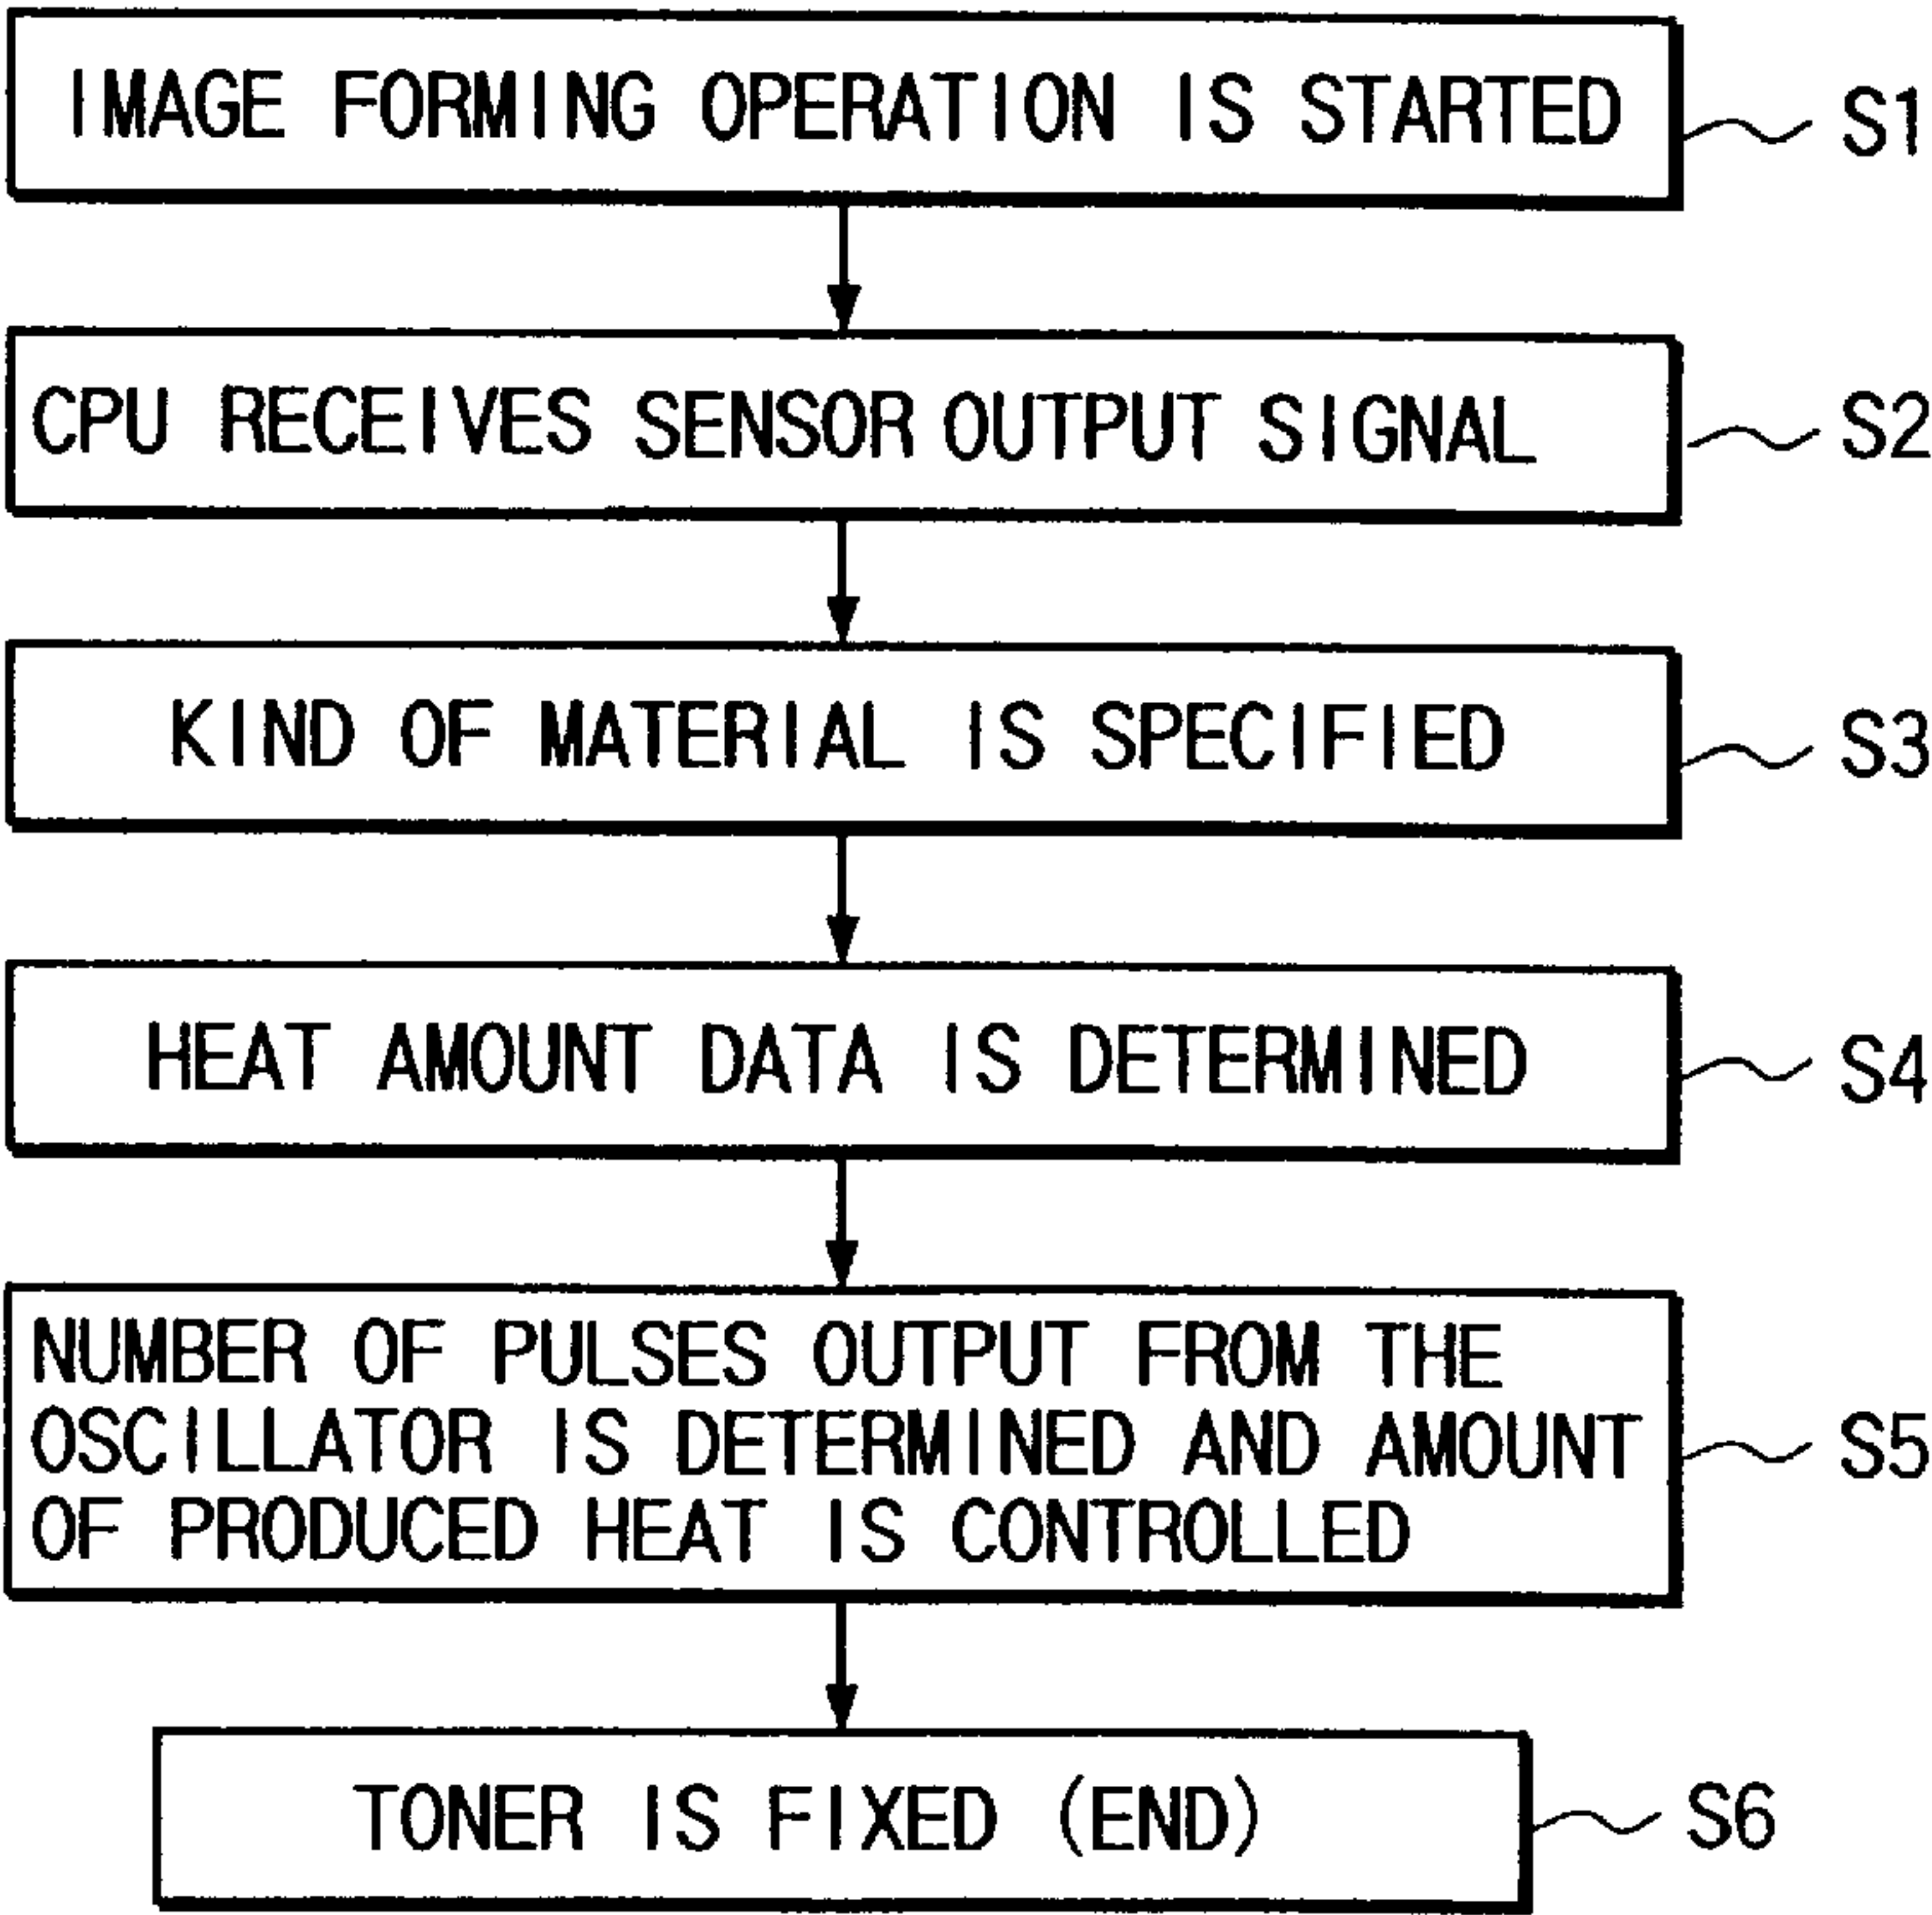 IMAGE FORMING OPERATION IS STARTED
S1
CPU RECEIVES SENSOR OUTPUT SIGNAL
S2
KIND OF MATERIAL IS SPECIFIED
S3
HEAT AMOUNT DATA IS DETERMINED
S4
NUMBER OF PULSES OUTPUT FROM THE
OSCILLATOR IS DETERMINED AND AMOUNT
OF PRODUCED HEAT IS CONTROLLED
S5
TONER IS FIXED (END)
S6